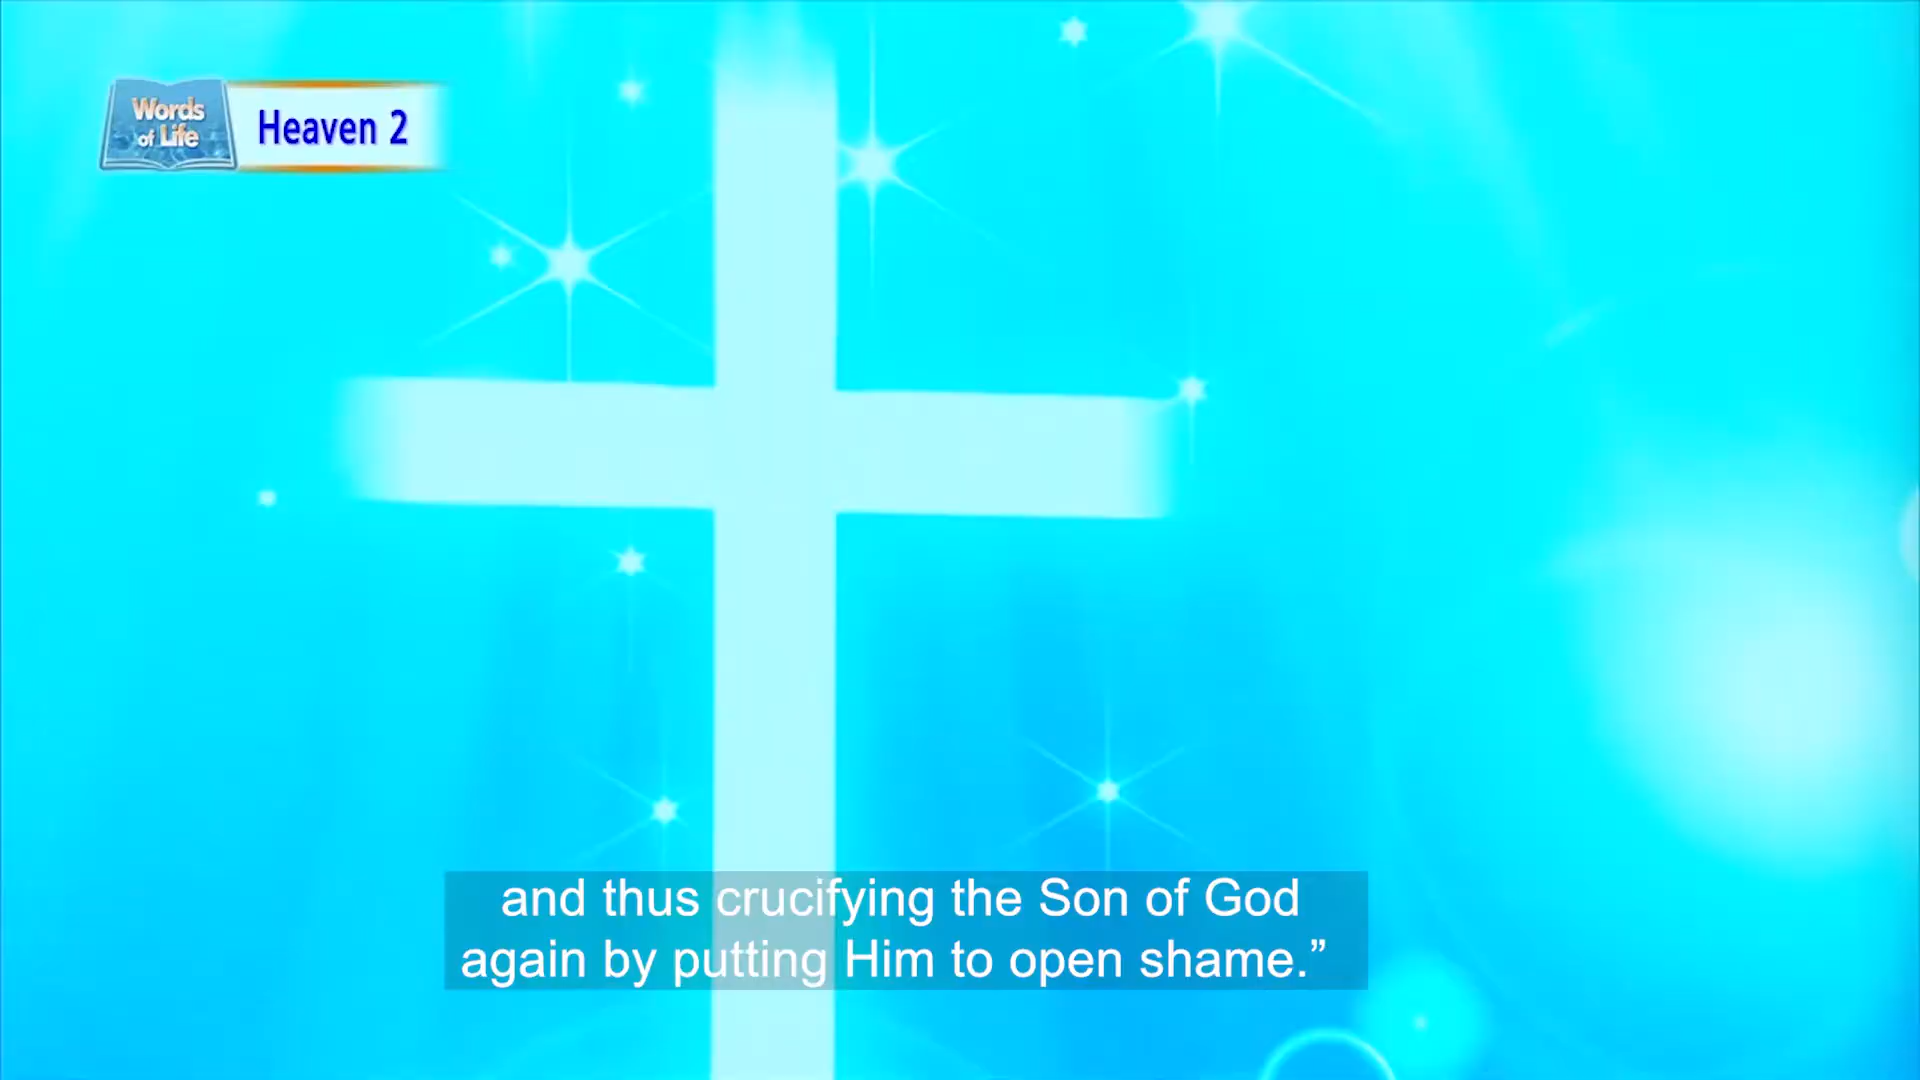 Words
of Life
Heaven 2
and thus crucifying the Son of God
again by putting Him to open shame.”